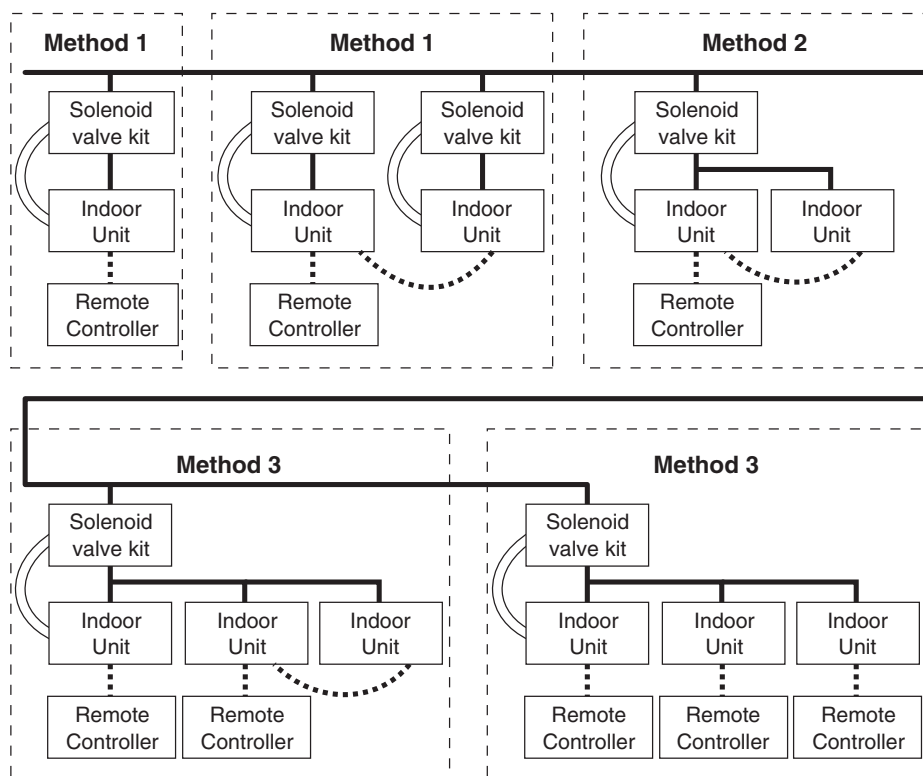 Method 1
Method 1
Method 2
Solenoid
valve kit
Solenoid
valve kit
Solenoid
valve kit
Solenoid
valve kit
Indoor
Unit
Indoor
Unit
Indoor
Unit
Indoor
Unit
Indoor
Unit
Remote
Controller
Remote
Controller
Remote
Controller
Method 3
Method 3
Solenoid
valve kit
Solenoid
valve kit
Indoor
Unit
Indoor
Unit
Indoor
Unit
Indoor
Unit
Indoor
Unit
Indoor
Unit
Remote
Controller
Remote
Controller
Remote
Controller
Remote
Controller
Remote
Controller